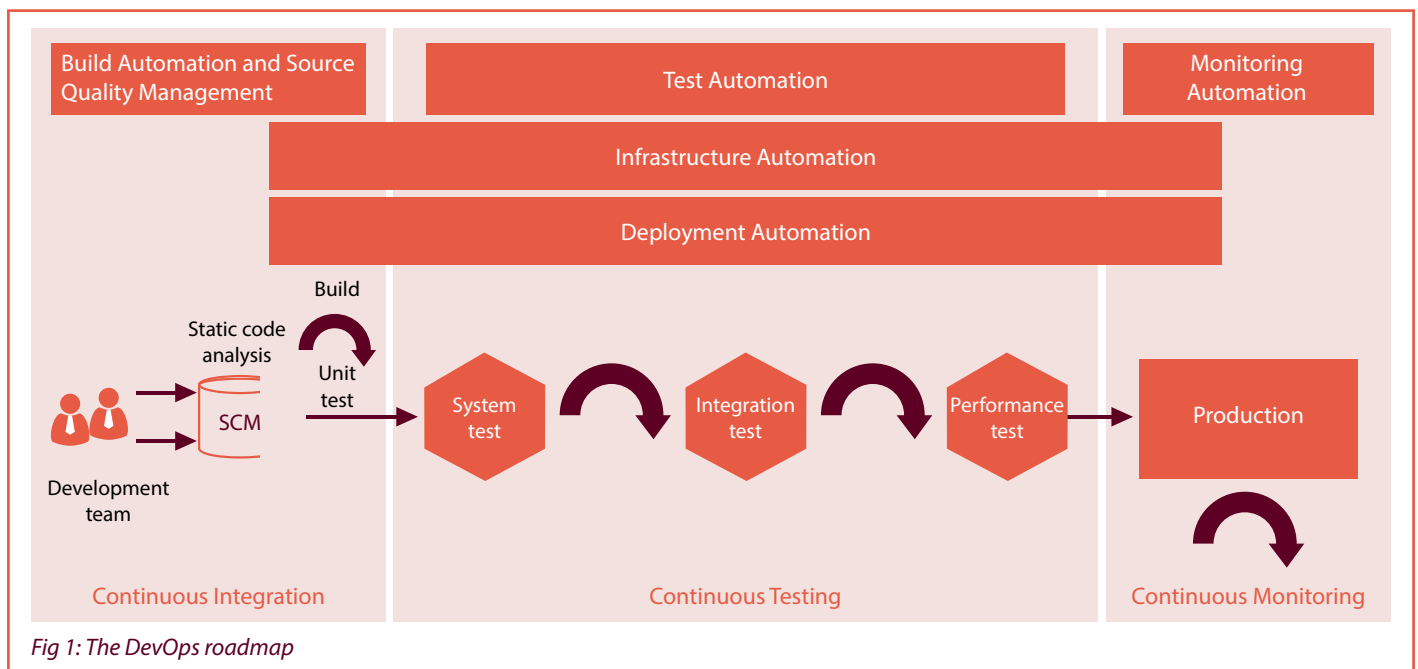 Build Automation and Source
Quality Management
Test Automation
Monitoring
Automation
Infrastructure Automation
Deployment Automation
Build
Static code
analysis
Unit
test
SCM
System
test
Integration
test
Performance
test
Production
Development
team
Continuous Integration
Continuous Testing
Continuous Monitoring
Fig 1: The DevOps roadmap